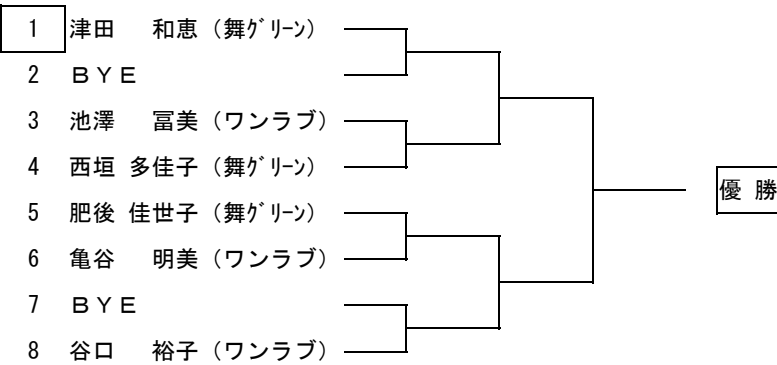 1 津田　和恵（舞ｸﾞﾘｰﾝ）
2 ＢＹＥ
3 池澤　冨美（ワンラブ）
4 西垣 多佳子（舞ｸﾞﾘｰﾝ）
優 勝
5 肥後 佳世子（舞ｸﾞﾘｰﾝ）
6 亀谷　明美（ワンラブ）
7 ＢＹＥ
8 谷口　裕子（ワンラブ）